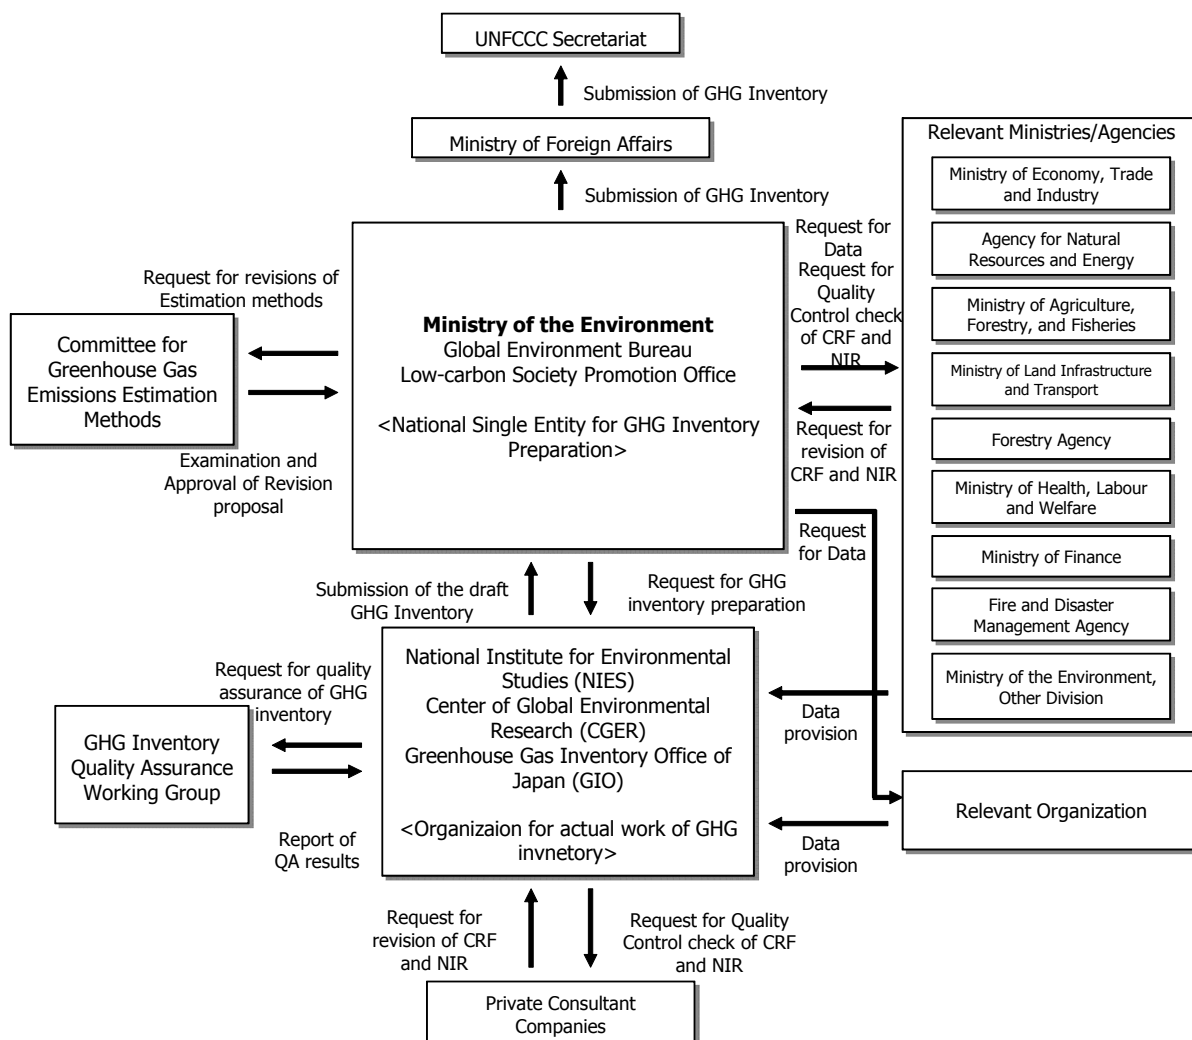 UNFCCC Secretariat
Submission of GHG Inventory
Ministry of Foreign Affairs
Submission of GHG Inventory
Ministry of the Environment
Global Environment Bureau
Low-carbon Society Promotion Office
<National Single Entity for GHG Inventory
Preparation>
Request for revisions of
Estimation methods
Committee for
Greenhouse Gas
Emissions Estimation
Methods
Examination and
Approval of Revision
proposal
Request for
Data
Request for
Quality
Control check
of CRF and
NIR
Request for
revision of
CRF and NIR
Request
for Data
Relevant Ministries/Agencies
Ministry of Economy, Trade
and Industry
Agency for Natural
Resources and Energy
Ministry of Agriculture,
Forestry, and Fisheries
Ministry of Land Infrastructure
and Transport
Forestry Agency
Ministry of Health, Labour
and Welfare
Ministry of Finance
Fire and Disaster
Management Agency
Ministry of the Environment,
Other Division
Submission of the draft
GHG Inventory
Request for GHG
inventory preparation
National Institute for Environmental
Studies (NIES)
Center of Global Environmental
Research (CGER)
Greenhouse Gas Inventory Office of
Japan (GIO)
<Organizaion for actual work of GHG
invnetory>
Request for quality
assurance of GHG
inventory
GHG Inventory
Quality Assurance
Working Group
Report of
QA results
Data
provision
Relevant Organization
Data
provision
Request for
revision of CRF
and NIR
Request for Quality
Control check of CRF
and NIR
Private Consultant
Companies